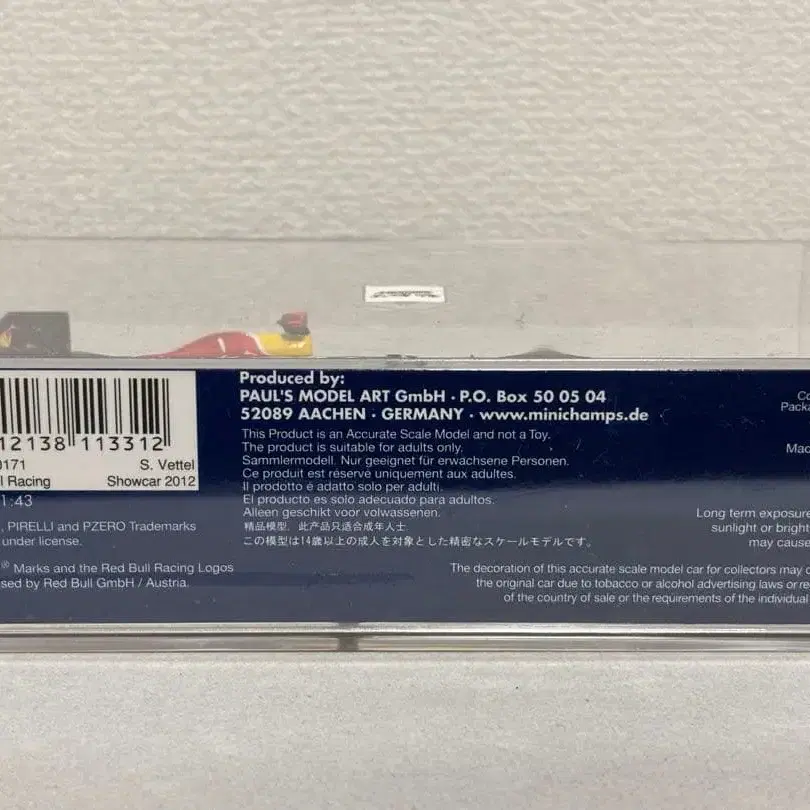 12138 113312
0171 S. Vettel
l Racing Showcar 2012
1:43
, PIRELLI and PZERO Trademarks
under license.
® Marks and the Red Bull Racing Logos
sed by Red Bull GmbH / Austria.
Produced by:
PAUL'S MODEL ART GmbH · P.O. Box 50 05 04
52089 AACHEN · GERMANY · www.minichamps.de
This Product is an Accurate Scale Model and not a Toy.
The product is suitable for adults only.
Sammlermodell. Nur geeignet für erwachsene Personen.
Ce produit est réservé uniquement aux adultes.
Il prodotto é adatto solo per adulti.
El producto es solo adecuado para adultos.
Alleen geschikt voor volwassenen.
精品模型. 此产品只适合成年人士.
この模型は14歳以上の成人を対象とした精密なスケールモデルです。
Co
Packa
Mad
Long term exposure
sunlight or bright
may cause
The decoration of this accurate scale model car for collectors may d
the original car due to tobacco or alcohol advertising laws or re
of the country of sale or the requirements of the individual